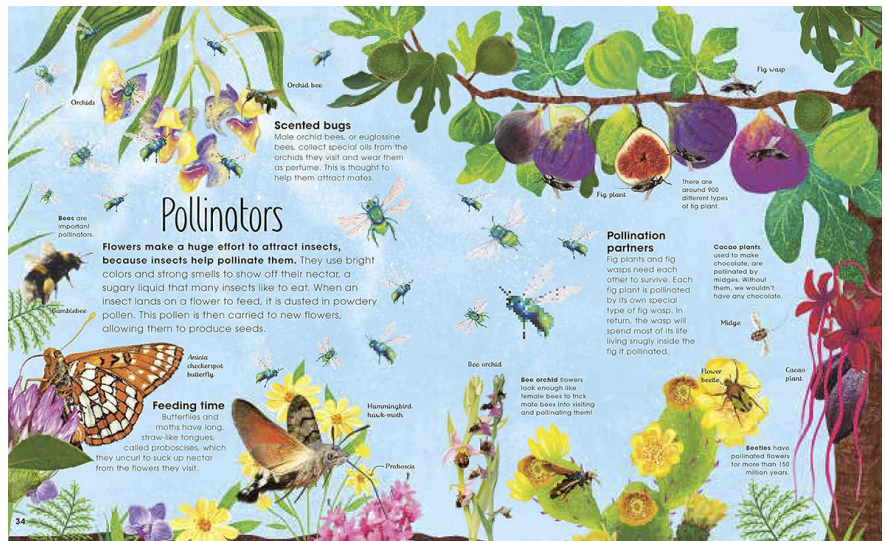 Orchids
Orchid bee
Scented bugs
Male orchid bees, or euglossine
bees, collect special oils from the
orchids they visit and wear them
as perfume. This is thought to
help them attract mates.
Fig wasp
Fig plant
There are
around 900
different types
of fig plant.
Pollinators
Bees are
important
pollinators.
Bumblebee
Flowers make a huge effort to attract insects,
because insects help pollinate them. They use bright
colors and strong smells to show off their nectar, a
sugary liquid that many insects like to eat. When an
insect lands on a flower to feed, it is dusted in powdery
pollen. This pollen is then carried to new flowers,
allowing them to produce seeds.
Pollination
partners
Fig plants and fig
wasps need each
other to survive. Each
fig plant is pollinated
by its own special
type of fig wasp. In
return, the wasp will
spend most of its life
living snugly inside the
fig it pollinated.
Cacao plants,
used to make
chocolate, are
pollinated by
midges. Without
them, we wouldn't
have any chocolate.
Midge
Cacao
plant
Anicia
checkerspot
butterfly
Feeding time
Butterflies and
moths have long,
straw-like tongues,
called proboscises, which
they uncurl to suck up nectar
from the flowers they visit.
Hummingbird
hawk-moth
Proboscis
Bee orchid
Bee orchid flowers
look enough like
female bees to trick
male bees into visiting
and pollinating them!
Flower
beetle
Beetles have
pollinated flowers
for more than 150
million years.
34